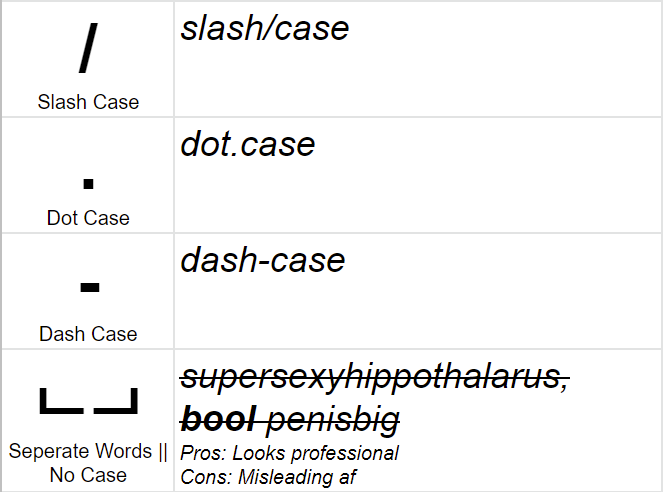 /
slash/case
Slash Case
.
dot.case
Dot Case
-
dash-case
Dash Case
supersexyhippothalarus,
bool penisbig
Pros: Looks professional
Cons: Misleading af
Seperate Words ||
No Case